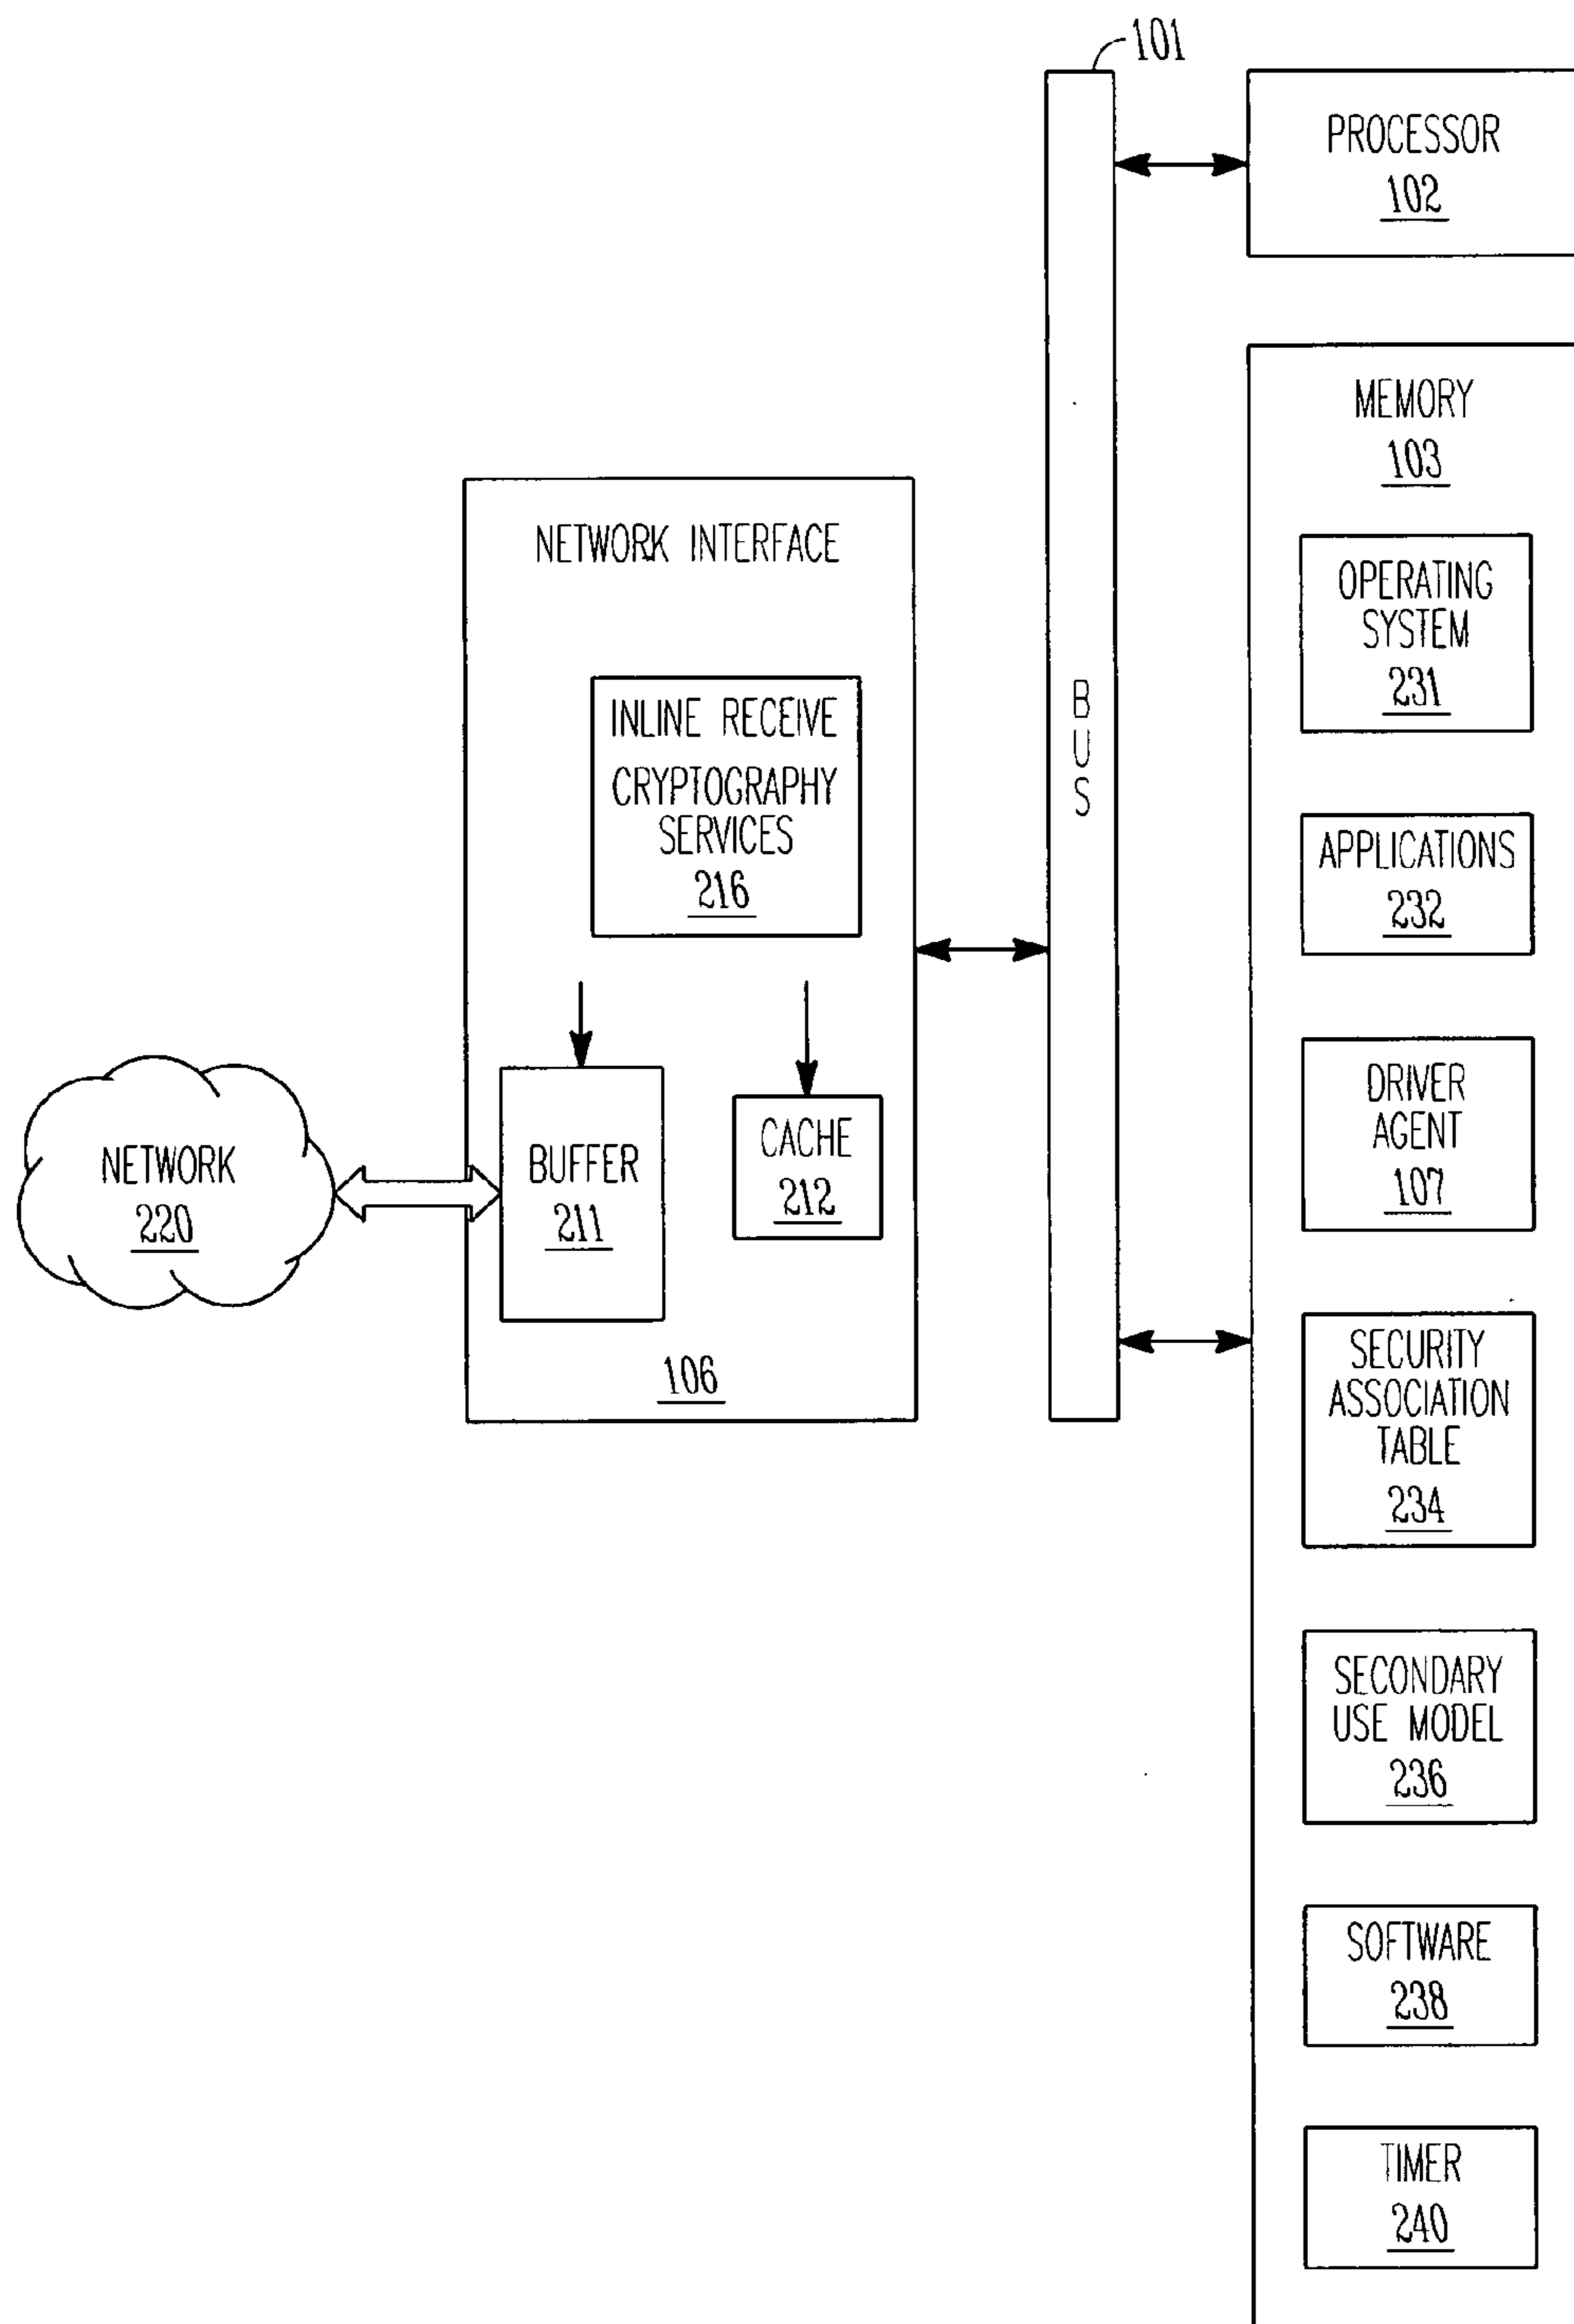 101
PROCESSOR
102
MEMORY
103
OPERATING
SYSTEM
231
APPLICATIONS
232
DRIVER
AGENT
107
SECURITY
ASSOCIATION
TABLE
234
SECONDARY
USE MODEL
236
SOFTWARE
238
TIMER
240
BUS
NETWORK INTERFACE
INLINE RECEIVE
CRYPTOGRAPHY
SERVICES
216
BUFFER
211
CACHE
212
106
NETWORK
220